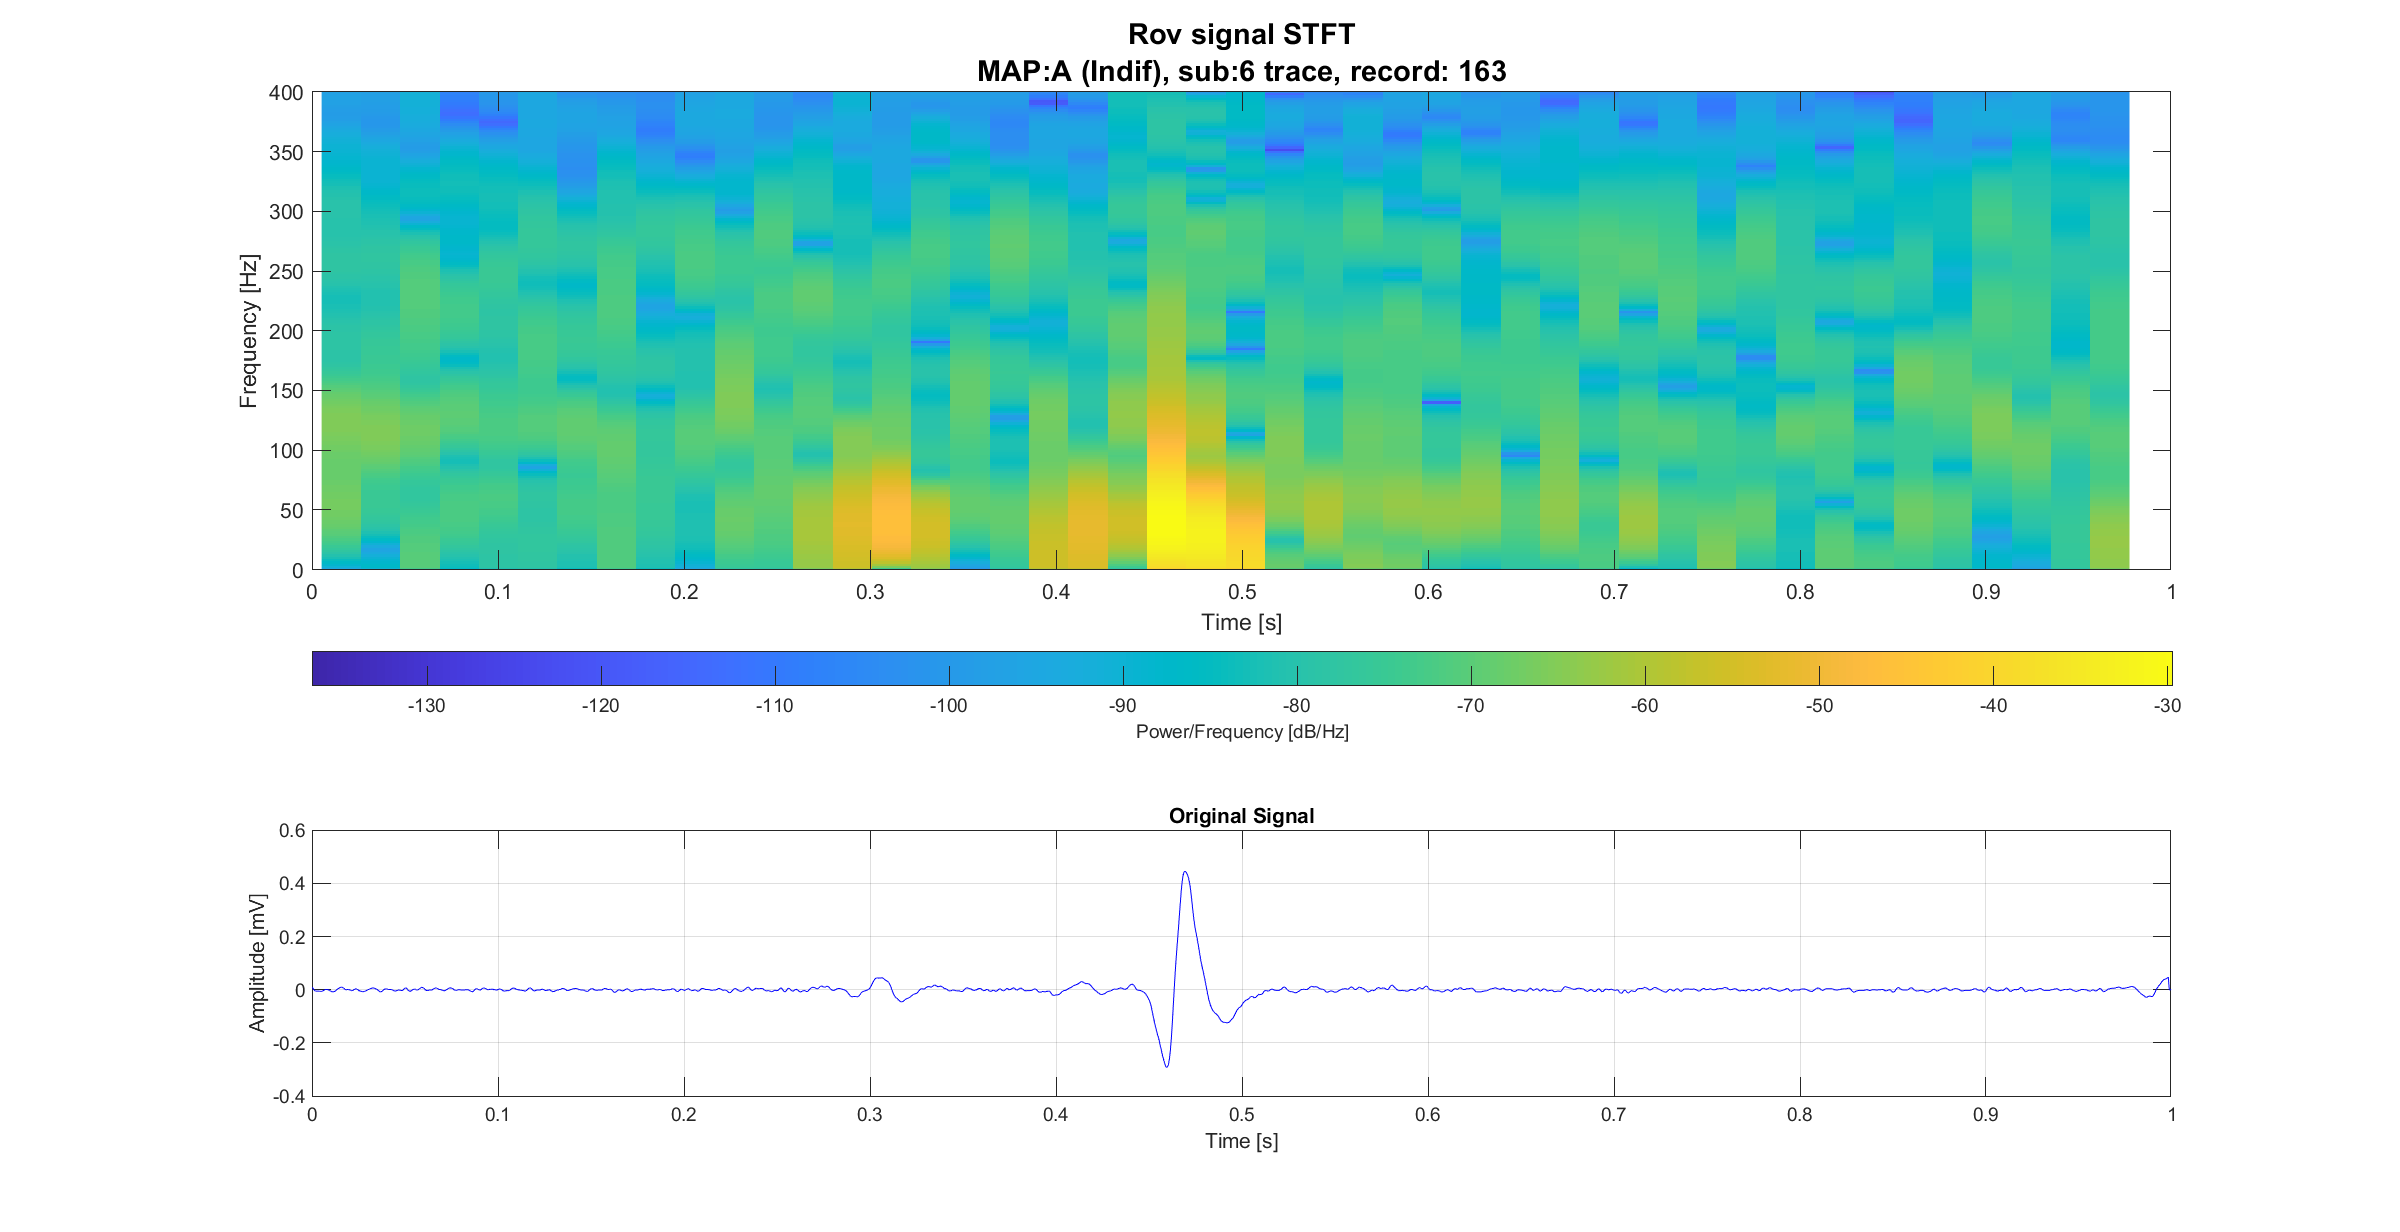 Rov signal STFT
MAP:A (Indif), sub:6 trace, record: 163
400
350
300
250
200
150
100
50
0
Frequency [Hz]
0 0.1 0.2 0.3 0.4 0.5 0.6 0.7 0.8 0.9 1
Time [s]
-130 -120 -110 -100 -90 -80 -70 -60 -50 -40 -30
Power/Frequency [dB/Hz]
Original Signal
0.6
0.4
0.2
0
-0.2
-0.4
Amplitude [mV]
0 0.1 0.2 0.3 0.4 0.5 0.6 0.7 0.8 0.9 1
Time [s]